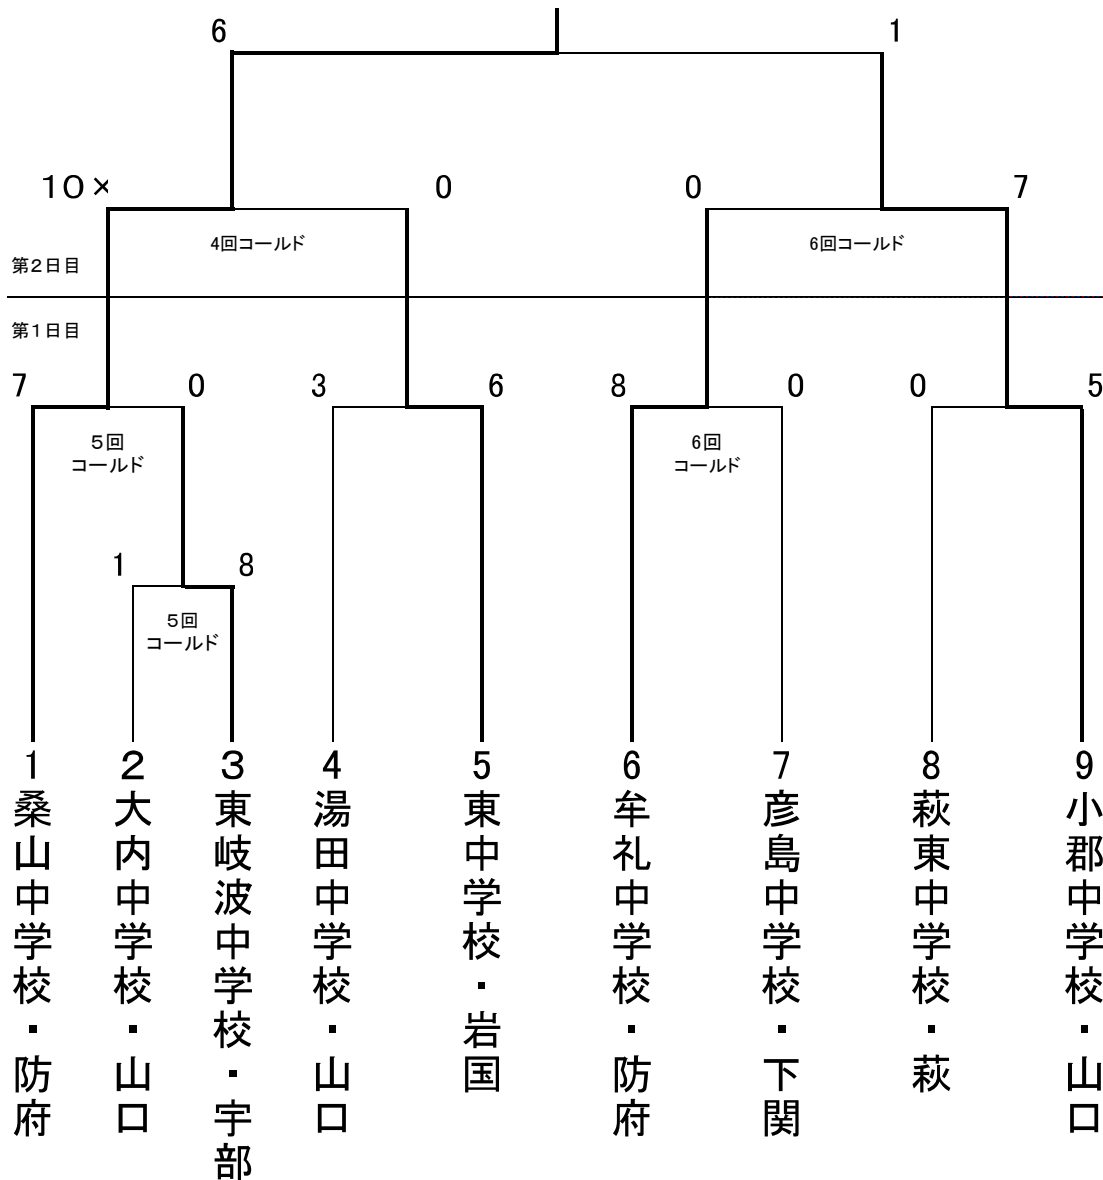 6
1
10×
0
0
7
4回コールド
6回コールド
第2日目
第1日目
7
0
3
6
8
0
0
5
5回
コールド
6回
コールド
1
8
5回
コールド
1
桑山中学校・防府
2
大内中学校・山口
3
東岐波中学校・宇部
4
湯田中学校・山口
5
東中学校・岩国
6
牟礼中学校・防府
7
彦島中学校・下関
8
萩東中学校・萩
9
小郡中学校・山口